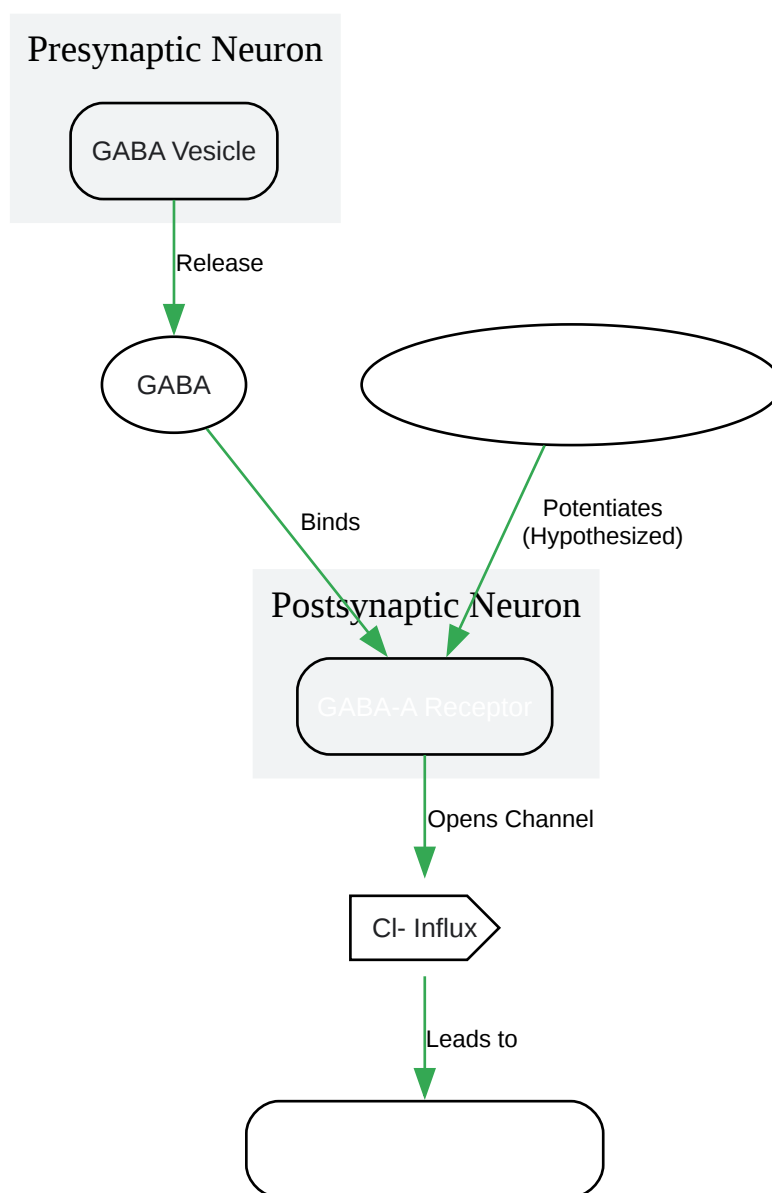 Presynaptic Neuron
GABA Vesicle
Release
GABA
Binds
Potentiates
(Hypothesized)
Postsynaptic Neuron
GABA-A Receptor
Opens Channel
Cl- Influx
Leads to